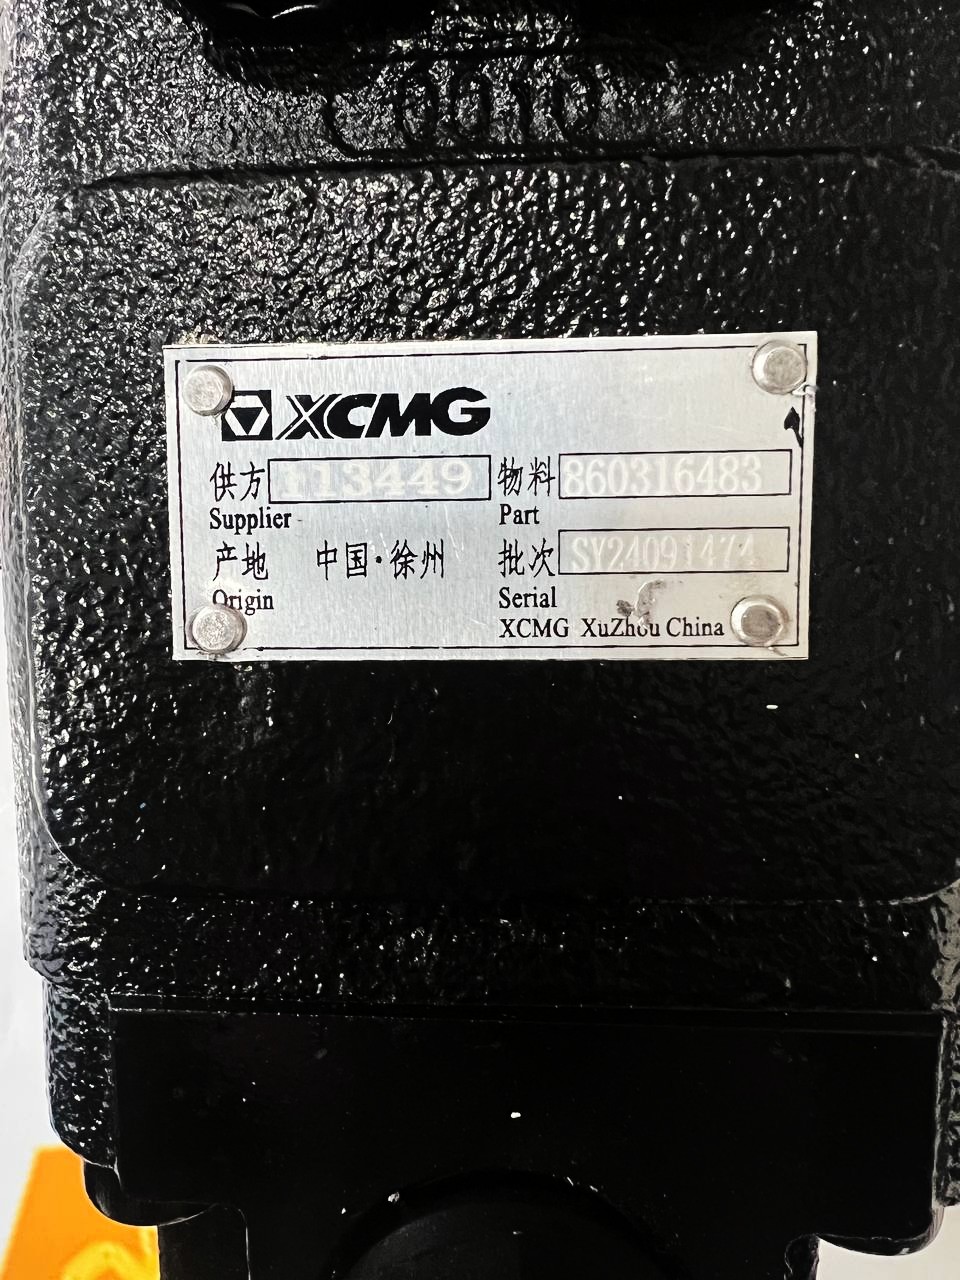 XCMG
供方 113449 物料 860316483
Supplier Part
产地 中国·徐州 批次 SY24091474
Origin Serial
XCMG XuZhou China